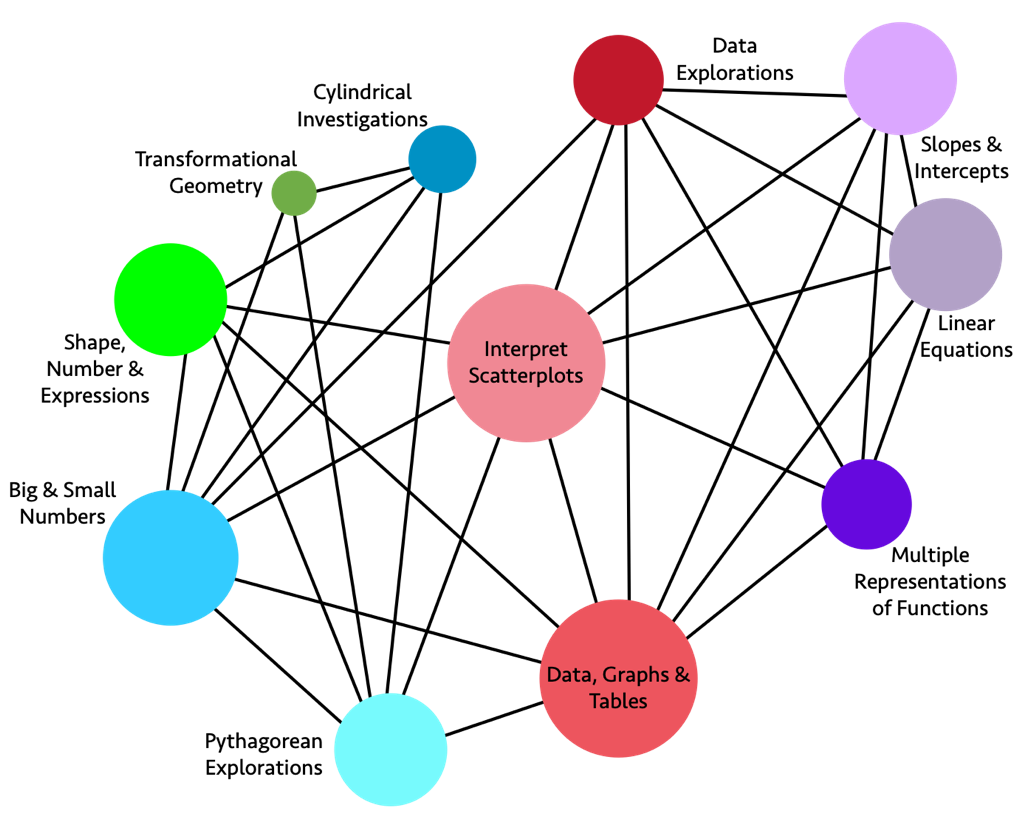 Data
Explorations
Cylindrical
Investigations
Slopes &
Intercepts
Transformational
Geometry
Linear
Equations
Shape,
Number &
Expressions
Interpret
Scatterplots
Big & Small
Numbers
Multiple
Representations
of Functions
Data, Graphs &
Tables
Pythagorean
Explorations